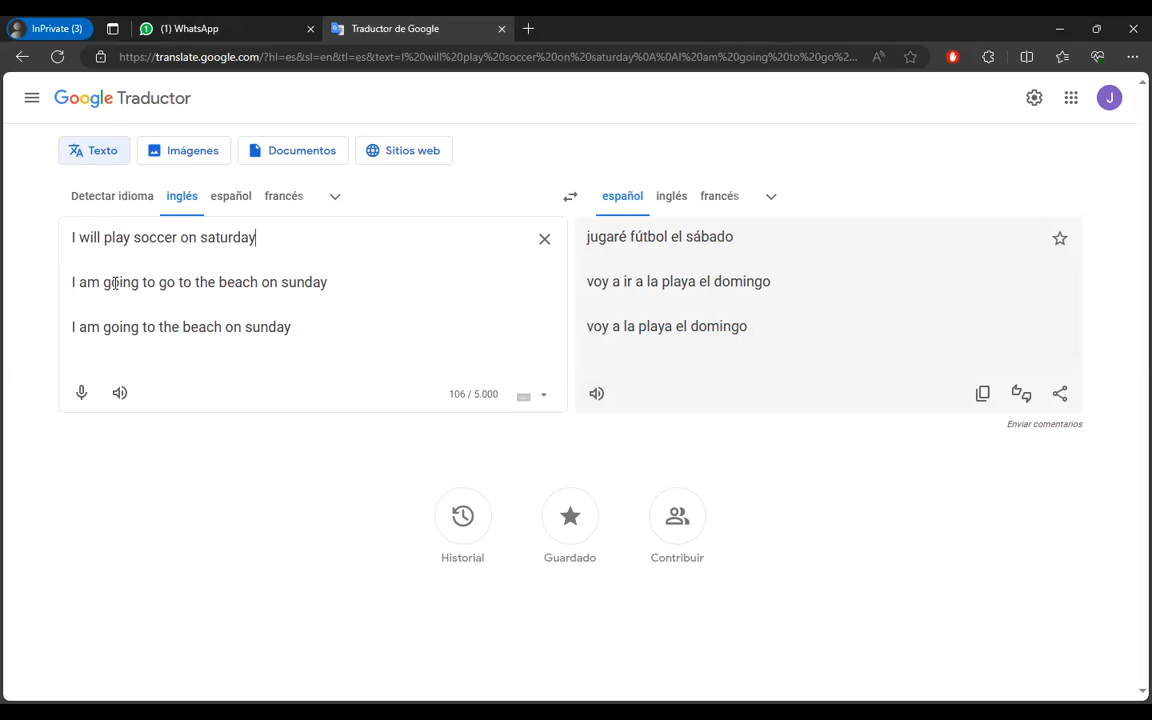 InPrivate (3)
(1) WhatsApp
Traductor de Google
https://translate.google.com/?hl=es&sl=en&tl=es&text=I%20will%20play%20soccer%20on%20saturday%0A%0AI%20am%20going%20to%20go%2...
Google Traductor
J
Texto
Imágenes
Documentos
Sitios web
Detectar idioma inglés español francés
español inglés francés
I will play soccer on saturday
jugaré fútbol el sábado
I am going to go to the beach on sunday
voy a ir a la playa el domingo
I am going to the beach on sunday
voy a la playa el domingo
106 / 5.000
Enviar comentarios
Historial
Guardado
Contribuir